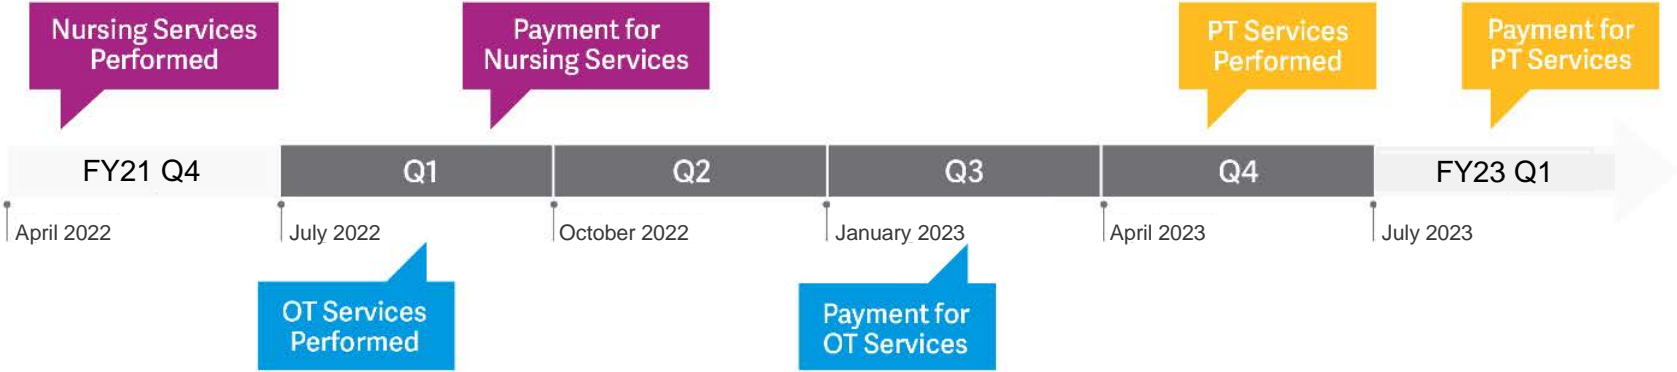 Nursing Services
Performed
Payment for
Nursing Services
PT Services
Performed
Payment for
PT Services
FY21 Q4
Q1
Q2
Q3
Q4
FY23 Q1
April 2022
July 2022
October 2022
January 2023
April 2023
July 2023
OT Services
Performed
Payment for
OT Services